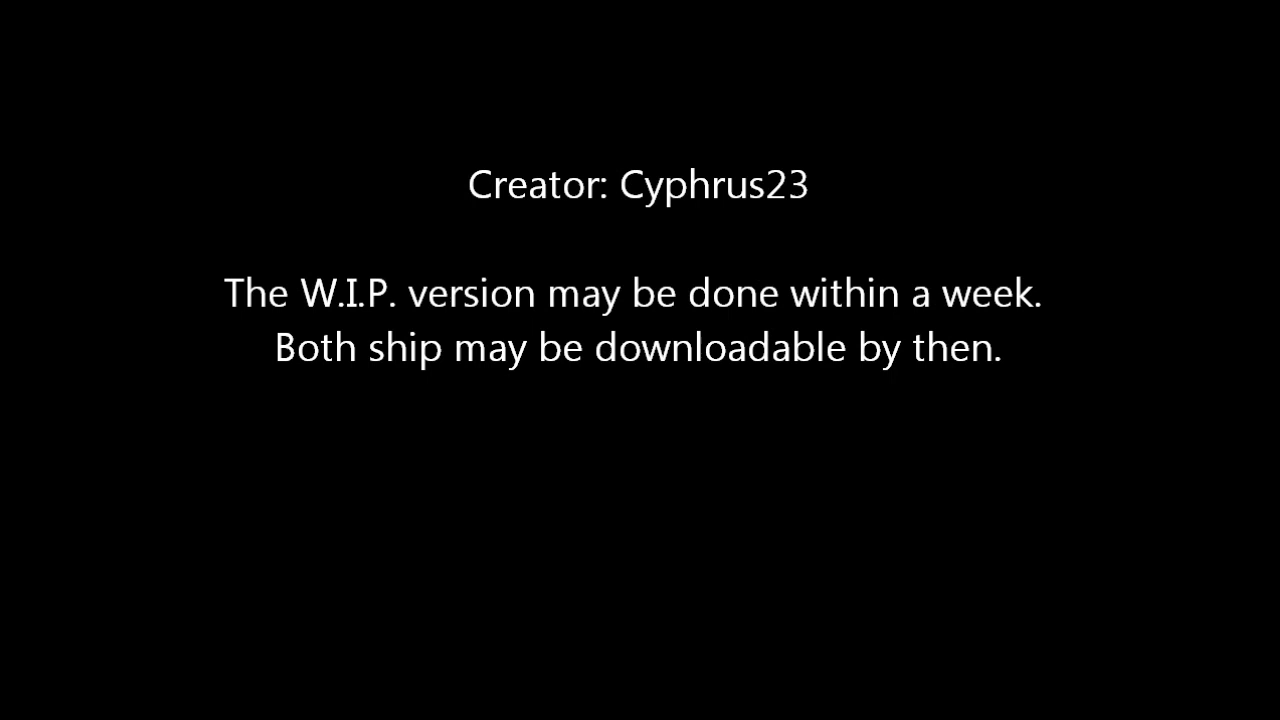 Creator: Cyphrus23
The W.I.P. version may be done within a week.
Both ship may be downloadable by then.